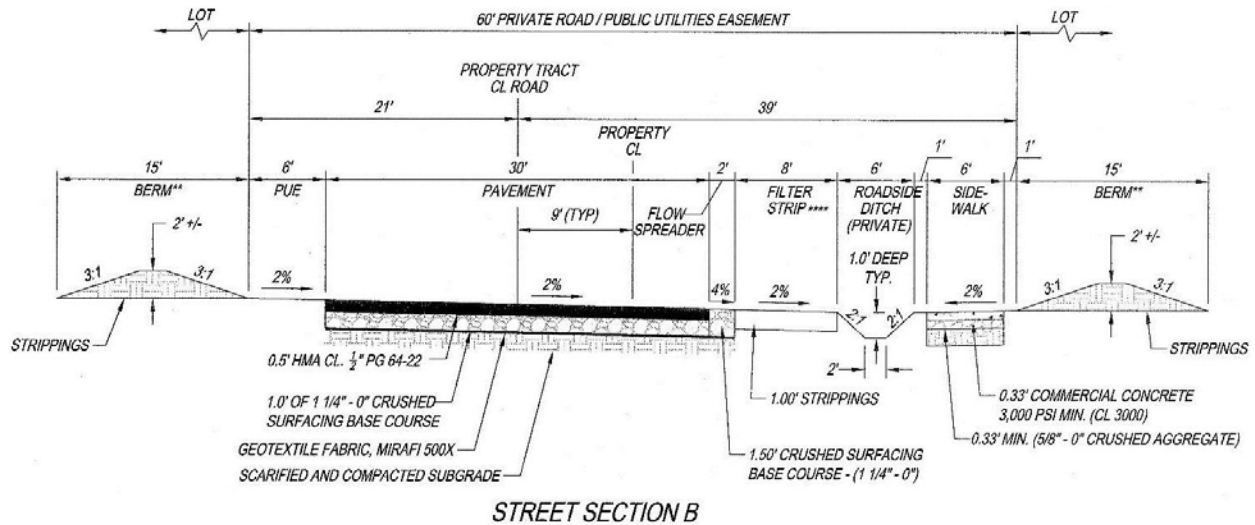 LOT
60' PRIVATE ROAD / PUBLIC UTILITIES EASEMENT
LOT
PROPERTY TRACT
CL ROAD
21'
39'
PROPERTY
CL
15'
BERM**
6'
PUE
30'
PAVEMENT
2'
FLOW
SPREADER
8'
FILTER
STRIP ****
6'
ROADSIDE
DITCH
(PRIVATE)
1'
6'
SIDE-
WALK
1'
15'
BERM**
9' (TYP)
2' +/-
3:1
3:1
2%
2%
4%
2%
1.0' DEEP
TYP.
2:1
2:1
2%
2' +/-
3:1
3:1
STRIPPINGS
0.5' HMA CL. ½" PG 64-22
2'
STRIPPINGS
1.0' OF 1 1/4" - 0" CRUSHED
SURFACING BASE COURSE
GEOTEXTILE FABRIC, MIRAFI 500X
SCARIFIED AND COMPACTED SUBGRADE
1.00' STRIPPINGS
1.50' CRUSHED SURFACING
BASE COURSE - (1 1/4" - 0")
0.33' COMMERCIAL CONCRETE
3,000 PSI MIN. (CL 3000)
0.33' MIN. (5/8" - 0" CRUSHED AGGREGATE)
STREET SECTION B